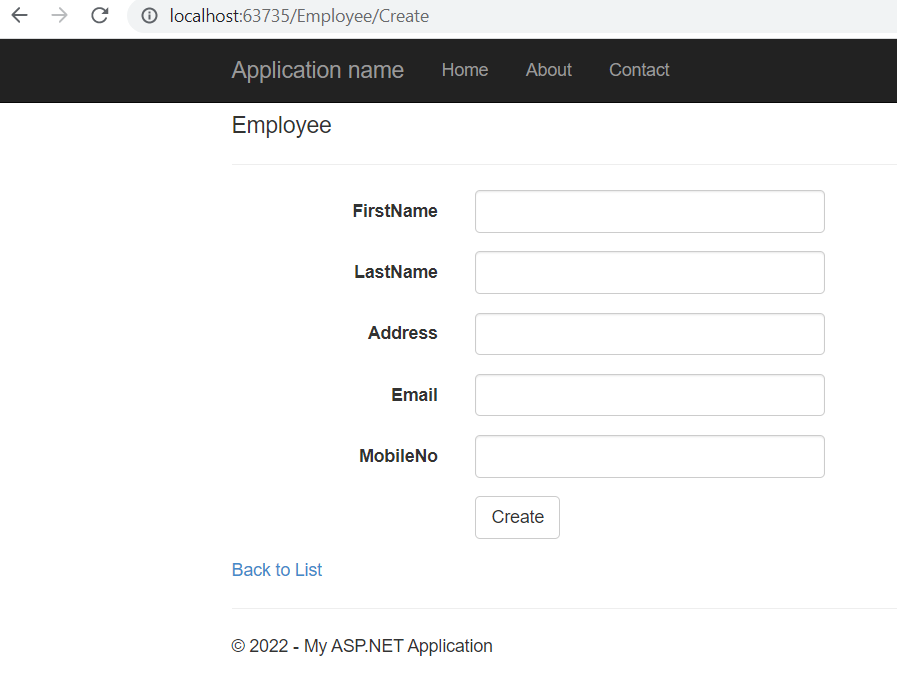 localhost:63735/Employee/Create
Application name Home About Contact
Employee
FirstName
LastName
Address
Email
MobileNo
Create
Back to List
© 2022 - My ASP.NET Application